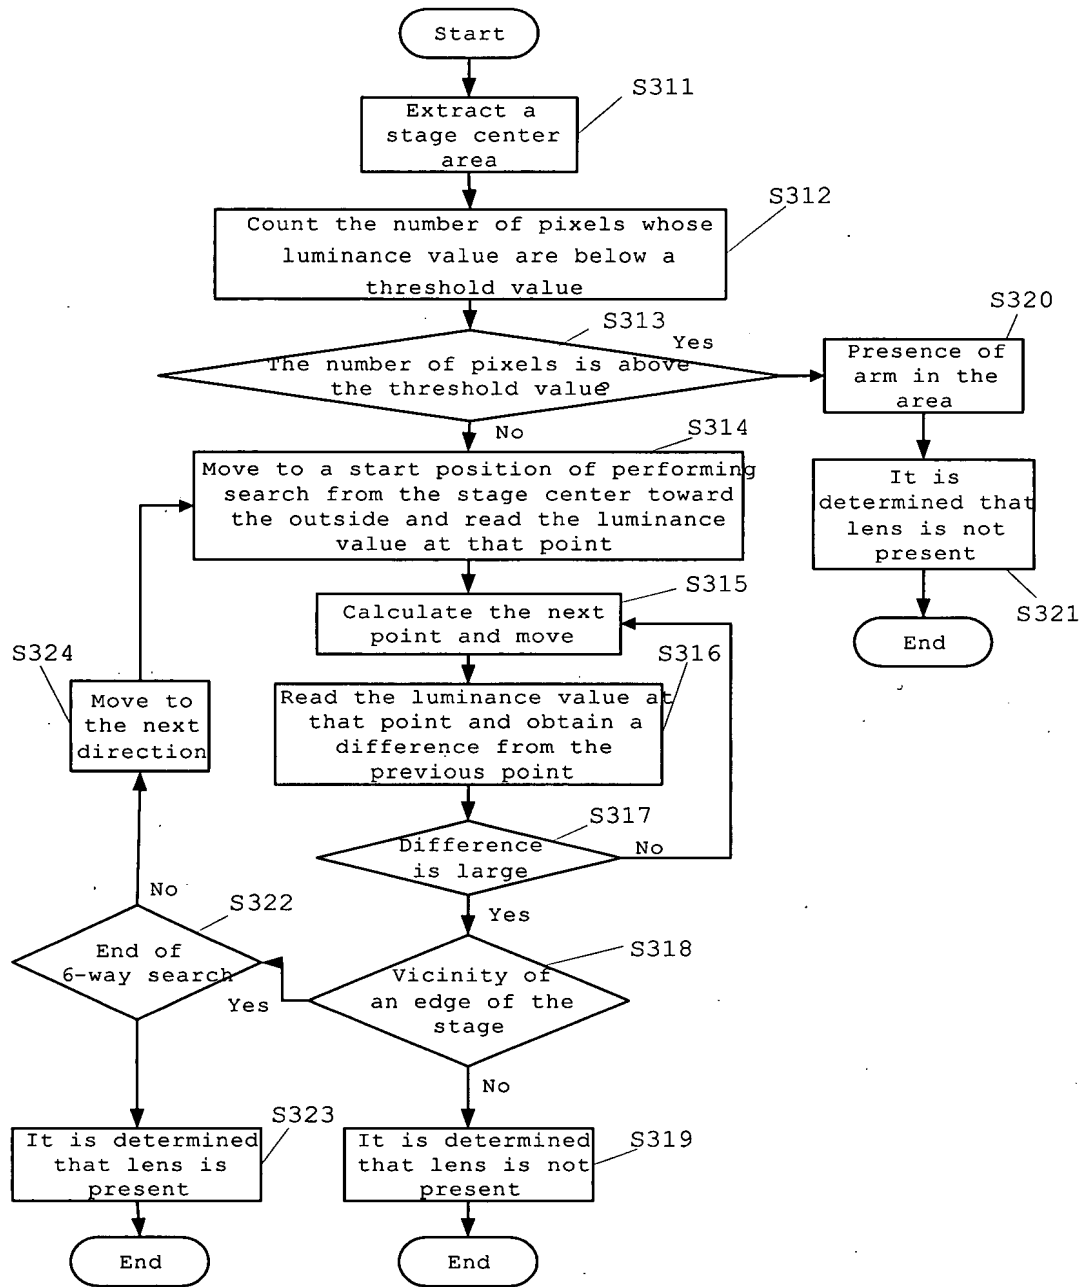 Start
S311
Extract a
stage center
area
S312
Count the number of pixels whose
luminance value are below a
threshold value
S313
Yes
The number of pixels is above
the threshold value?
No
S320
Presence of
arm in the
area
S314
Move to a start position of performing
search from the stage center toward
the outside and read the luminance
value at that point
It is
determined that
lens is not
present
S321
End
S315
Calculate the next
point and move
S316
Read the luminance value at
that point and obtain a
difference from the
previous point
S324
Move to
the next
direction
S317
Difference
is large
No
Yes
No
S322
End of
6-way search
Yes
S318
Vicinity of
an edge of the
stage
No
S323
It is determined
that lens is
present
S319
It is determined
that lens is not
present
End
End